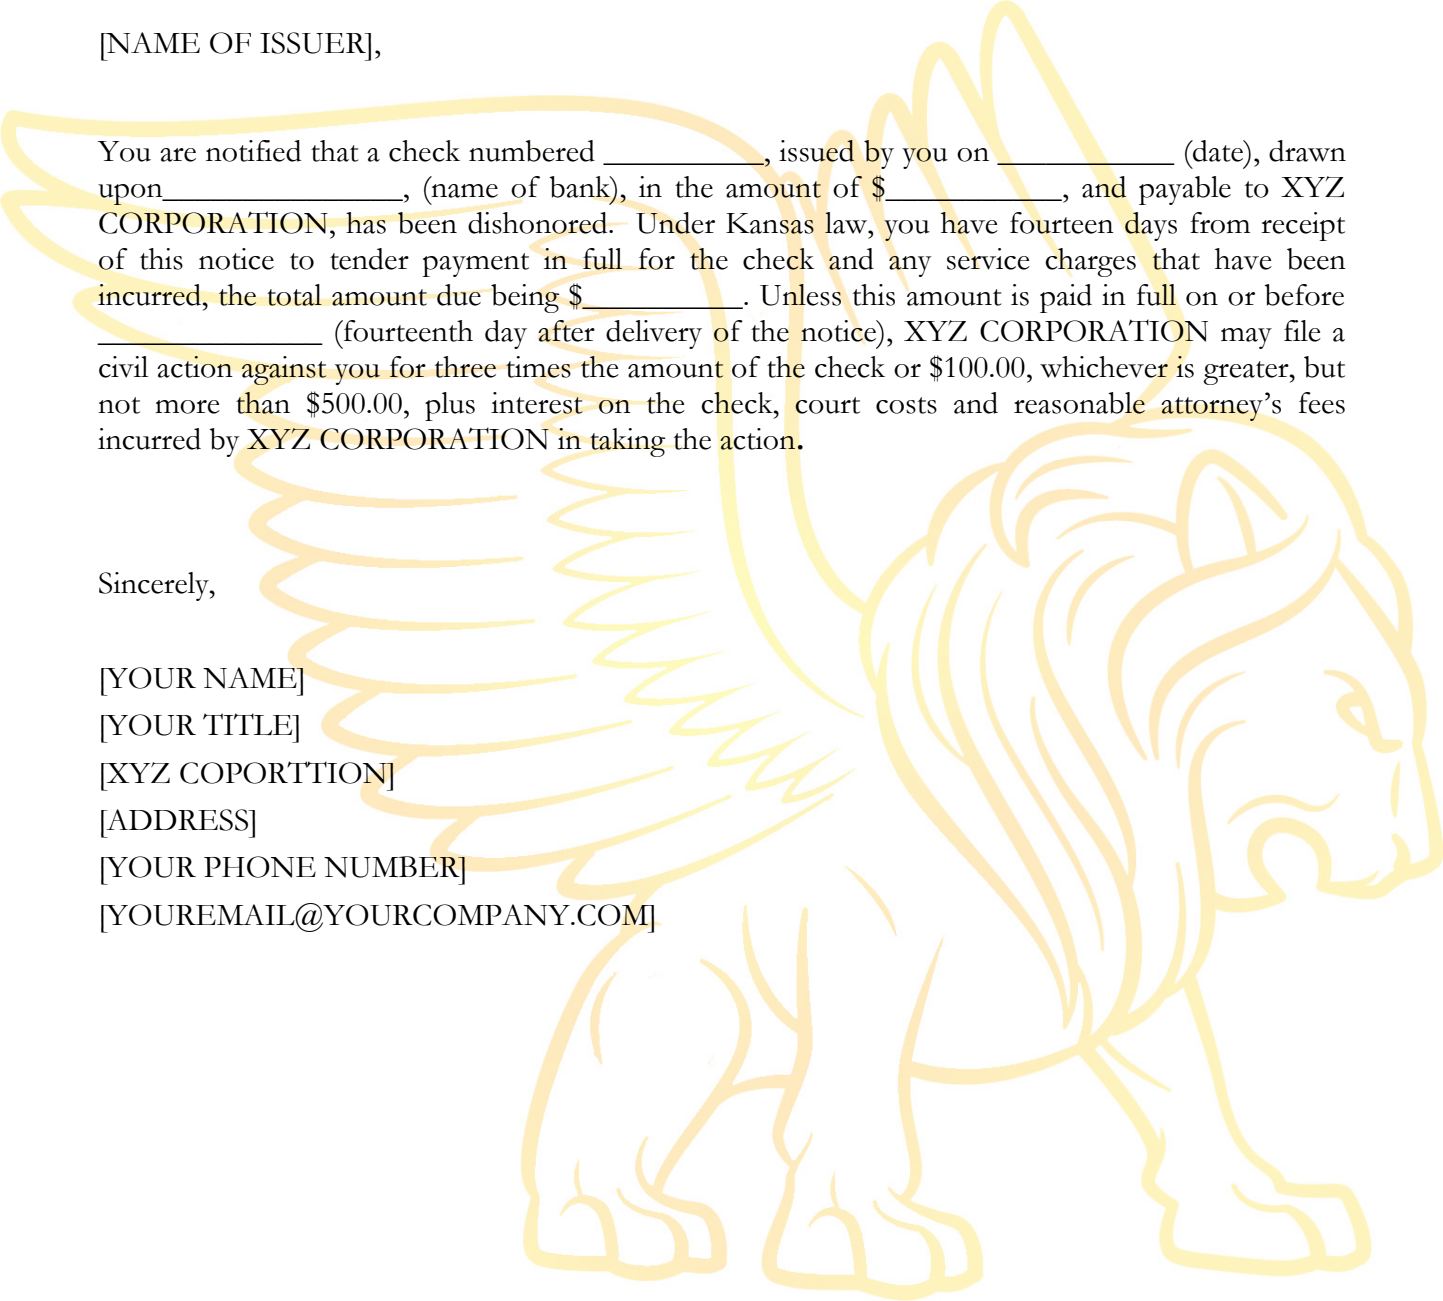 [NAME OF ISSUER],
You are notified that a check numbered __________, issued by you on ___________ (date), drawn
upon_______________, (name of bank), in the amount of $___________, and payable to XYZ
CORPORATION, has been dishonored.  Under Kansas law, you have fourteen days from receipt
of this notice to tender payment in full for the check and any service charges that have been
incurred, the total amount due being $__________. Unless this amount is paid in full on or before
______________ (fourteenth day after delivery of the notice), XYZ CORPORATION may file a
civil action against you for three times the amount of the check or $100.00, whichever is greater, but
not more than $500.00, plus interest on the check, court costs and reasonable attorney’s fees
incurred by XYZ CORPORATION in taking the action.
Sincerely,
[YOUR NAME]
[YOUR TITLE]
[XYZ COPORTTION]
[ADDRESS]
[YOUR PHONE NUMBER]
[YOUREMAIL@YOURCOMPANY.COM]